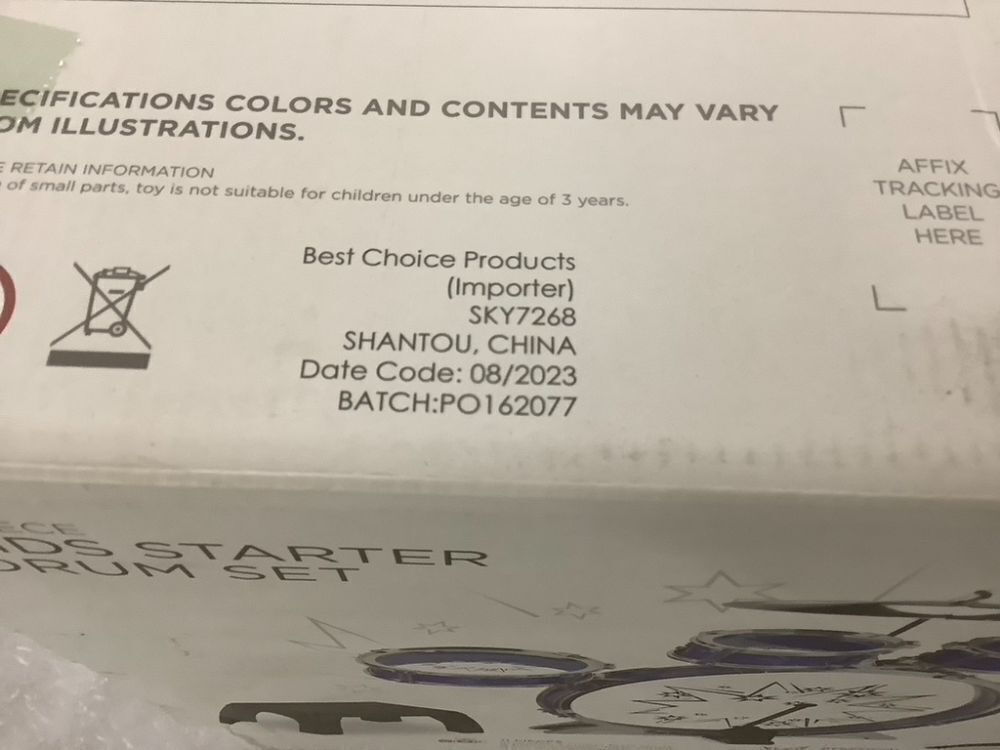 ECIFICATIONS COLORS AND CONTENTS MAY VARY
OM ILLUSTRATIONS.
E RETAIN INFORMATION
of small parts, toy is not suitable for children under the age of 3 years.
AFFIX
TRACKING
LABEL
HERE
Best Choice Products
(Importer)
SKY7268
SHANTOU, CHINA
Date Code: 08/2023
BATCH:PO162077
ECE
IDS STARTER
DRUM SET